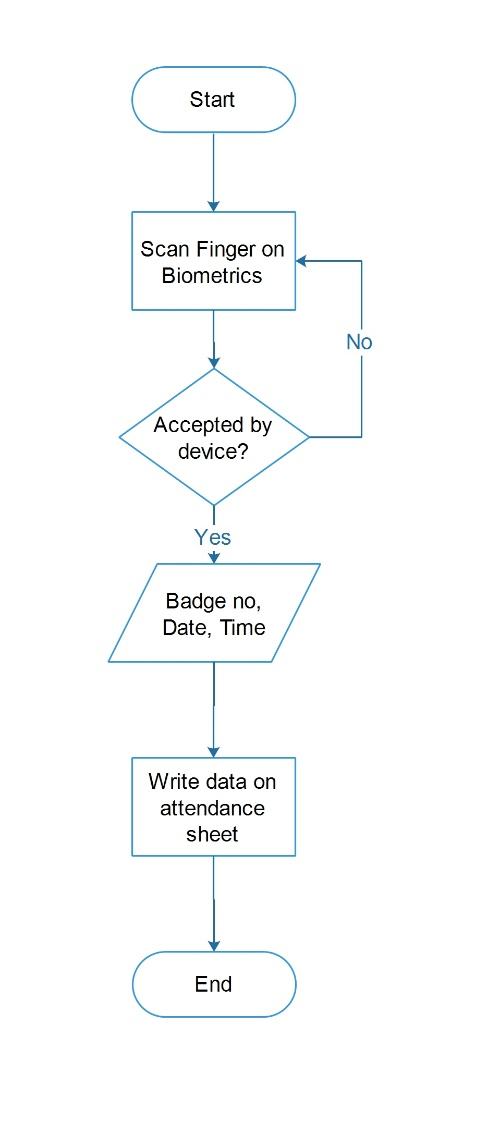 Start
Scan Finger on
Biometrics
No
Accepted by
device?
Yes
Badge no,
Date, Time
Write data on
attendance
sheet
End